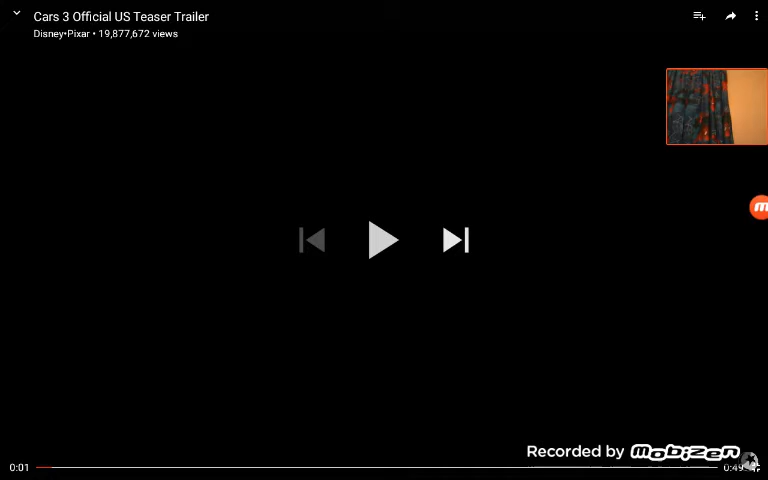 Cars 3 Official US Teaser Trailer
Disney•Pixar • 19,877,672 views
Recorded by MOBIZEN
0:01
0:49